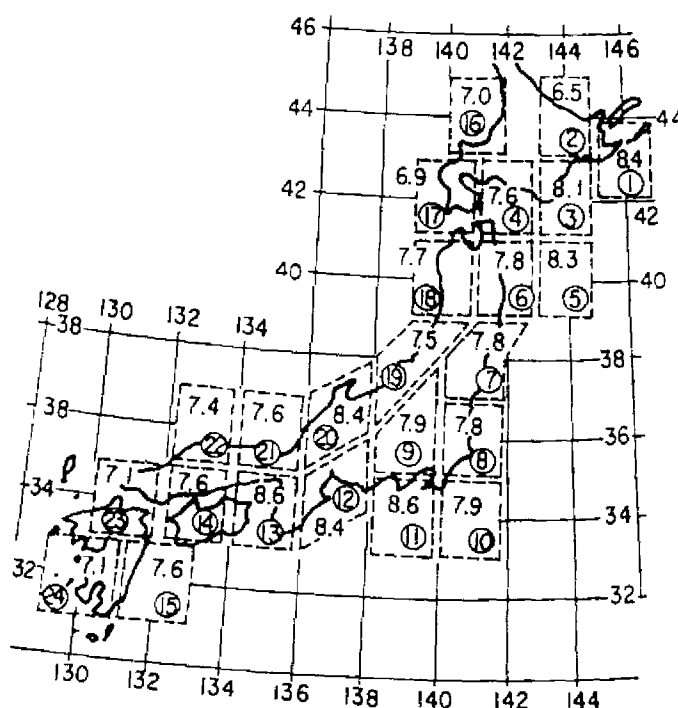 46
138 140 142 144 146
44 7.0 6.5 44
⑯ ② 8.4
①
42 6.9 7.6 8.1 42
⑰ ④ ③
40 7.7 7.8 8.3 40
⑱ ⑥ ⑤
128 130 132 134
38 7.5 7.8 38
⑲ ⑦
38 7.4 7.6 8.4 7.9 7.8 36
㉒ ㉑ ⑳ ⑨ ⑧
34 7.6 8.6 8.6 7.9 34
㉓ ⑭ ⑬ 8.4 ⑫ ⑪ ⑩
32 7.1 7.6 32
㉔ ⑮
130 132 134 136 138 140 142 144